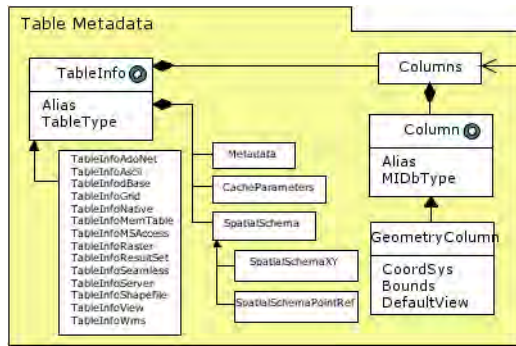 Table Metadata
TableInfo
Alias
TableType
Columns
Column
Alias
MIDbType
GeometryColumn
CoordSys
Bounds
DefaultView
TableInfoAdoNet
TableInfoAscii
TableInfodBase
TableInfoGrid
TableInfoNative
TableInfoMemTable
TableInfoMSAccess
TableInfoRaster
TableInfoResultSet
TableInfoSeamless
TableInfoServer
TableInfoShapefile
TableInfoView
TableInfoWms
Metadata
CacheParameters
SpatialSchema
SpatialSchemaXY
SpatialSchemaPointRef